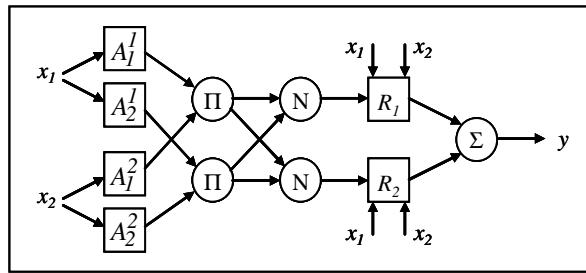 x₁ x₂
A₁¹
x₁
A₂¹
Π N R₁
Σ y
A₁²
x₂
A₂²
Π N R₂
x₁ x₂